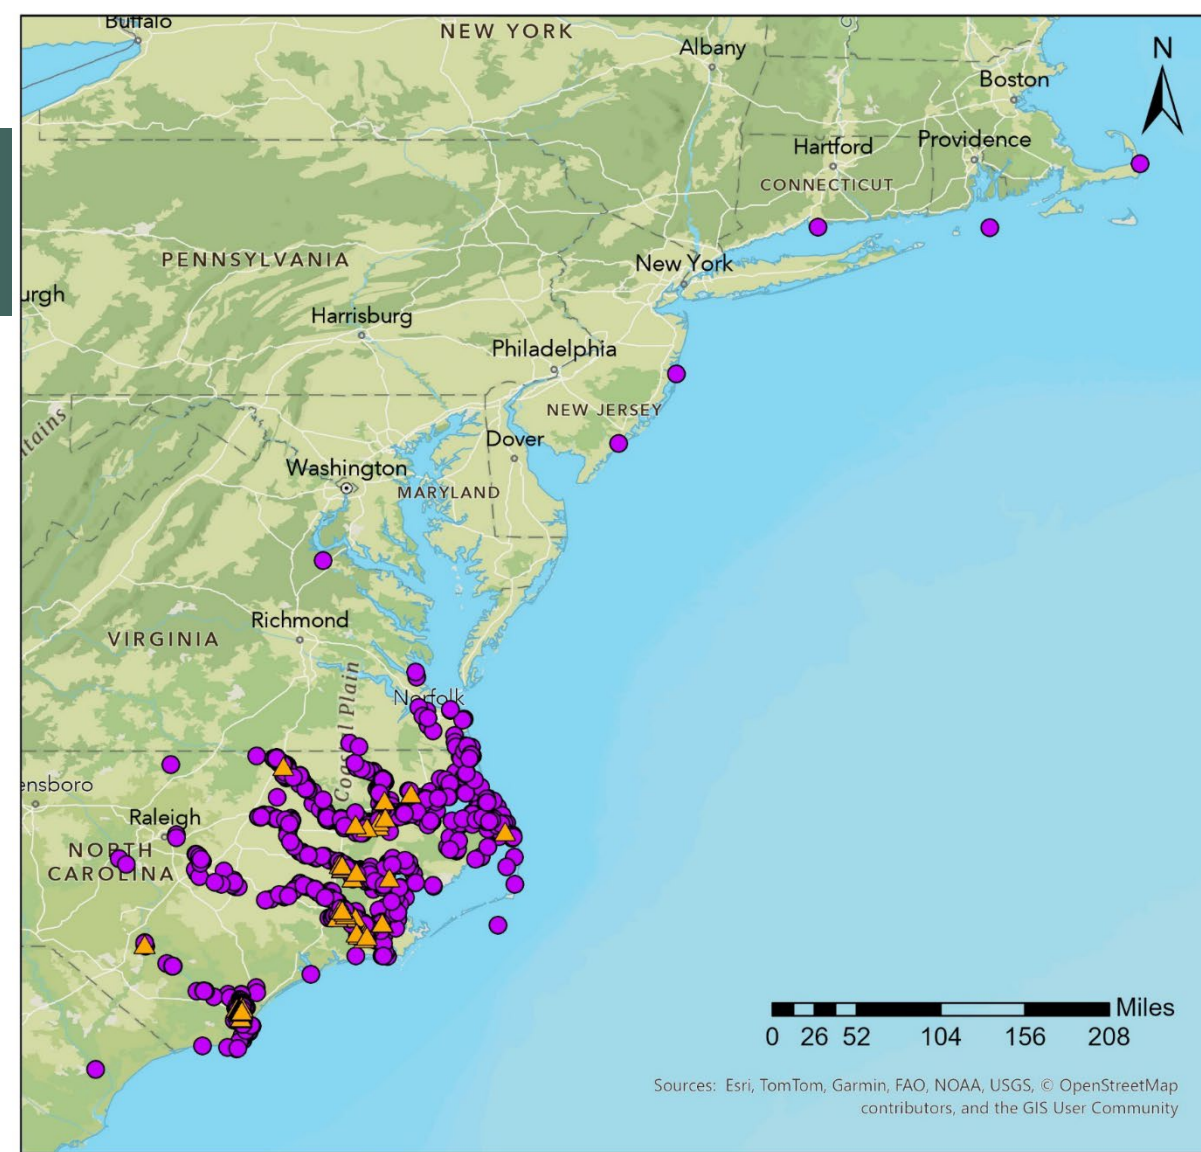 Buffalo
NEW YORK
Albany
N
Boston
Hartford
Providence
CONNECTICUT
PENNSYLVANIA
New York
urgh
Harrisburg
Philadelphia
NEW JERSEY
tains
Dover
Washington
MARYLAND
Richmond
VIRGINIA
Coastal Plain
Norfolk
ensboro
Raleigh
NORTH
CAROLINA
Miles
0 26 52 104 156 208
Sources: Esri, TomTom, Garmin, FAO, NOAA, USGS, © OpenStreetMap
contributors, and the GIS User Community